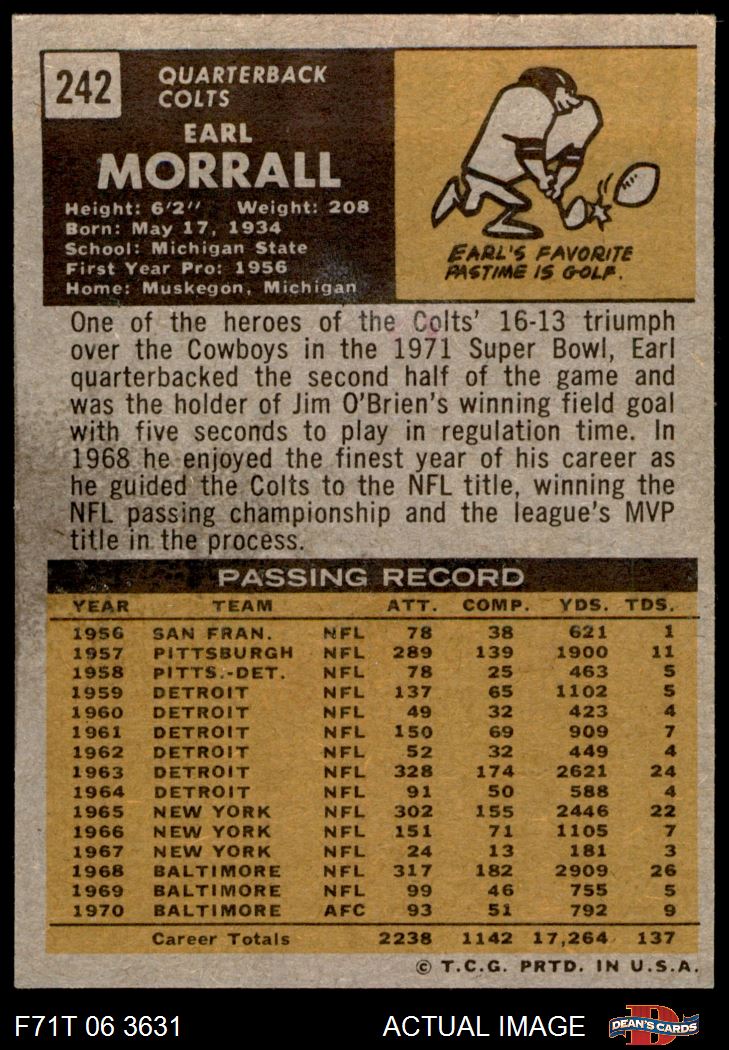 242
QUARTERBACK
COLTS
EARL
MORRALL
Height: 6'2" Weight: 208
Born: May 17, 1934
School: Michigan State
First Year Pro: 1956
Home: Muskegon, Michigan
EARL'S FAVORITE
PASTIME IS GOLF.
One of the heroes of the Colts' 16-13 triumph
over the Cowboys in the 1971 Super Bowl, Earl
quarterbacked the second half of the game and
was the holder of Jim O'Brien's winning field goal
with five seconds to play in regulation time. In
1968 he enjoyed the finest year of his career as
he guided the Colts to the NFL title, winning the
NFL passing championship and the league's MVP
title in the process.
PASSING RECORD
YEAR TEAM ATT. COMP. YDS. TDS.
1956 SAN FRAN. NFL 78 38 621 1
1957 PITTSBURGH NFL 289 139 1900 11
1958 PITTS.-DET. NFL 78 25 463 5
1959 DETROIT NFL 137 65 1102 5
1960 DETROIT NFL 49 32 423 4
1961 DETROIT NFL 150 69 909 7
1962 DETROIT NFL 52 32 449 4
1963 DETROIT NFL 328 174 2621 24
1964 DETROIT NFL 91 50 588 4
1965 NEW YORK NFL 302 155 2446 22
1966 NEW YORK NFL 151 71 1105 7
1967 NEW YORK NFL 24 13 181 3
1968 BALTIMORE NFL 317 182 2909 26
1969 BALTIMORE NFL 99 46 755 5
1970 BALTIMORE AFC 93 51 792 9
Career Totals 2238 1142 17,264 137
© T.C.G. PRTD. IN U.S.A.
F71T 06 3631 ACTUAL IMAGE D DEAN'S CARDS